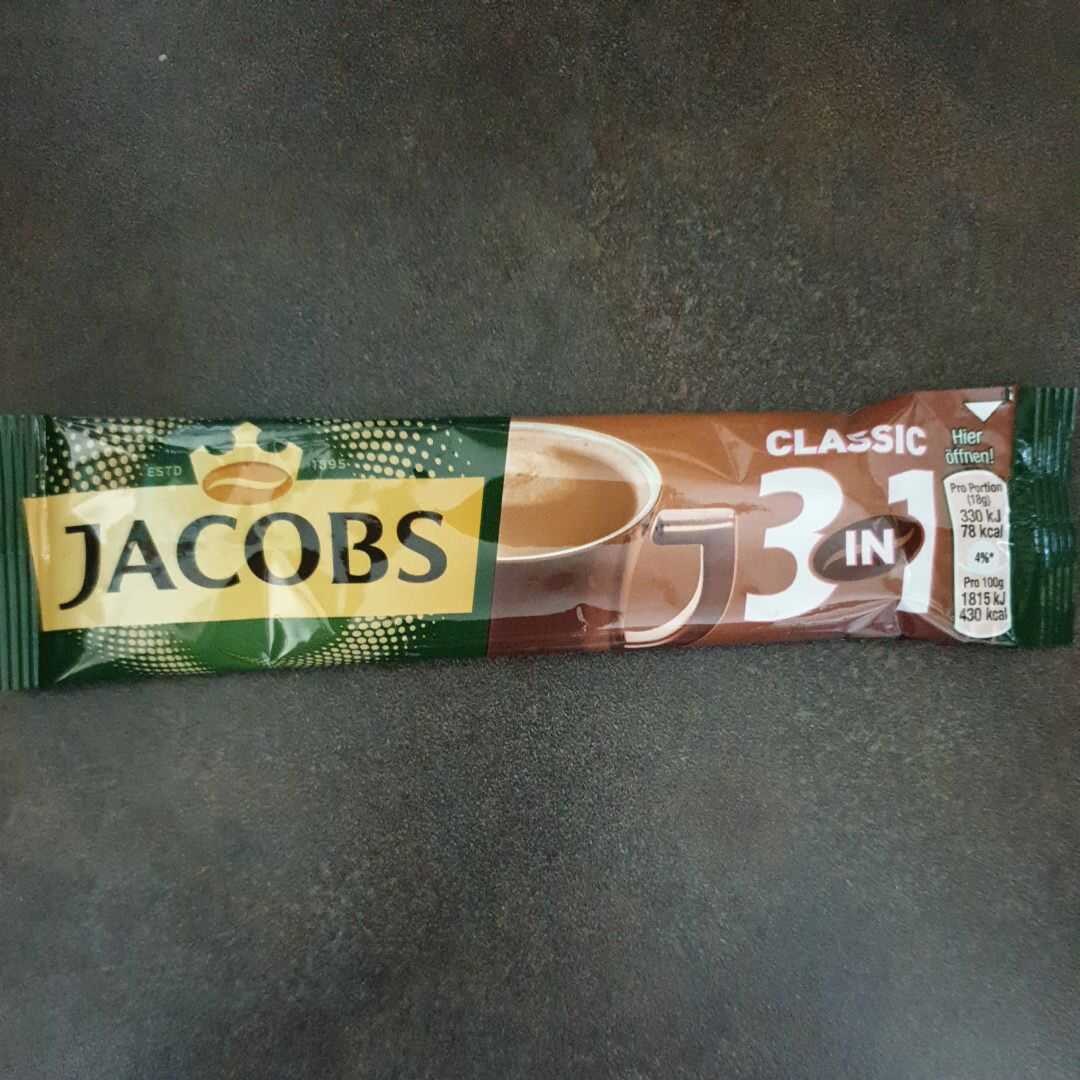 ESTD 1895
JACOBS
CLASSIC
3 IN 1
Hier
öffnen!
Pro Portion
(18g)
330 kJ
78 kcal
4%*
Pro 100g
1815 kJ
430 kcal